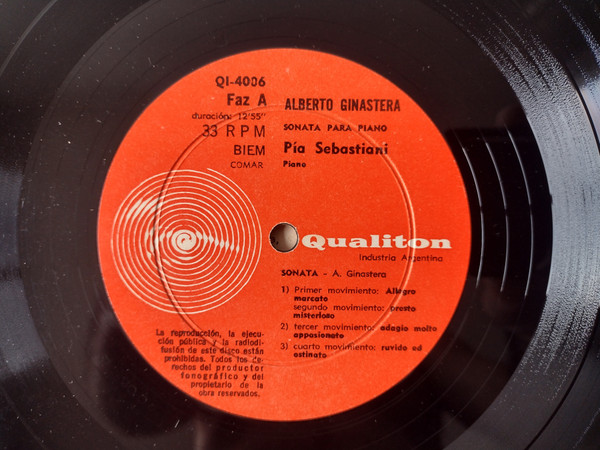 QI-4006
Faz A
duración: 12'55"
33 RPM
BIEM
COMAR
ALBERTO GINASTERA
SONATA PARA PIANO
Pía Sebastiani
Piano
Qualiton
Industria Argentina
SONATA - A. Ginastera
1) Primer movimiento: Allegro
marcato
segundo movimiento: presto
misterioso
2) tercer movimiento: adagio molto
appasionato
3) cuarto movimiento: ruvido ed
ostinato
La reproducción, la ejecu-
ción pública y la radiodi-
fusión de este disco están
prohibidas. Todos los de-
rechos del productor
fonográfico y del
propietario de la
obra reservados.